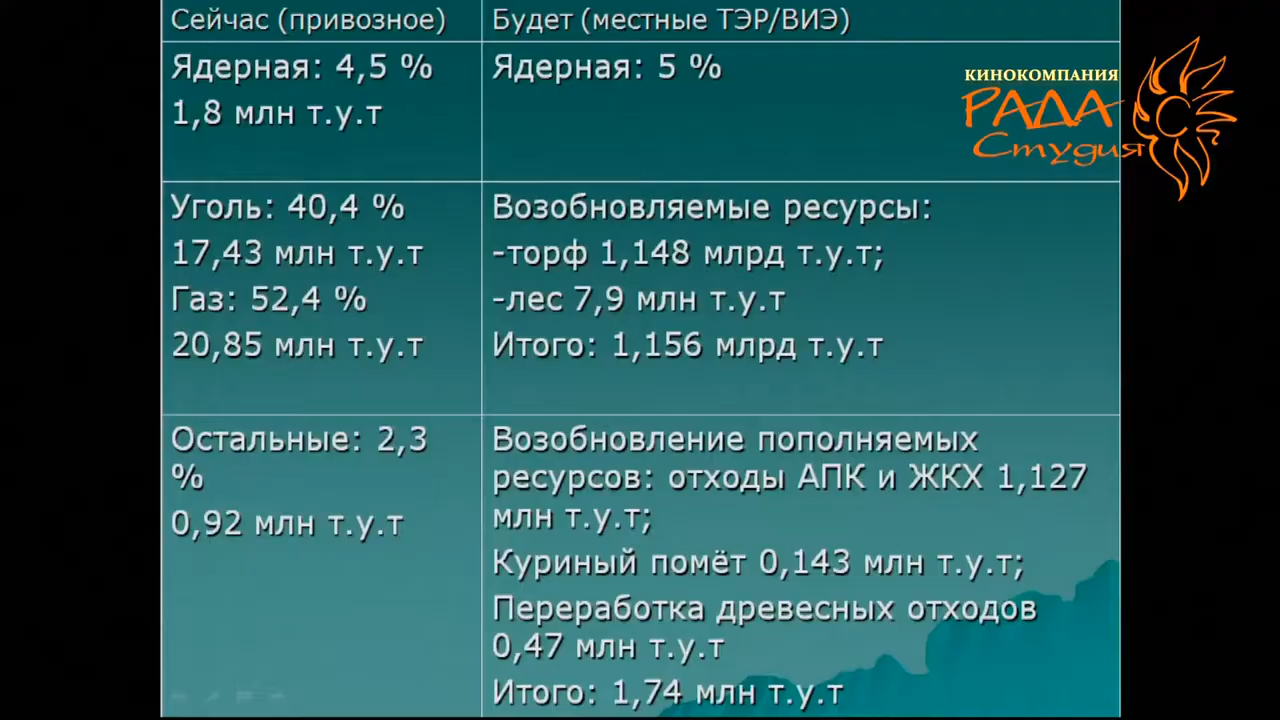 Сейчас (привозное)
Будет (местные ТЭР/ВИЭ)
Ядерная: 4,5 %
1,8 млн т.у.т
Ядерная: 5 %
КИНОКОМПАНИЯ
РАДА
Студия
Уголь: 40,4 %
17,43 млн т.у.т
Газ: 52,4 %
20,85 млн т.у.т
Возобновляемые ресурсы:
-торф 1,148 млрд т.у.т;
-лес 7,9 млн т.у.т
Итого: 1,156 млрд т.у.т
Остальные: 2,3
%
0,92 млн т.у.т
Возобновление пополняемых
ресурсов: отходы АПК и ЖКХ 1,127
млн т.у.т;
Куриный помёт 0,143 млн т.у.т;
Переработка древесных отходов
0,47 млн т.у.т
Итого: 1,74 млн т.у.т